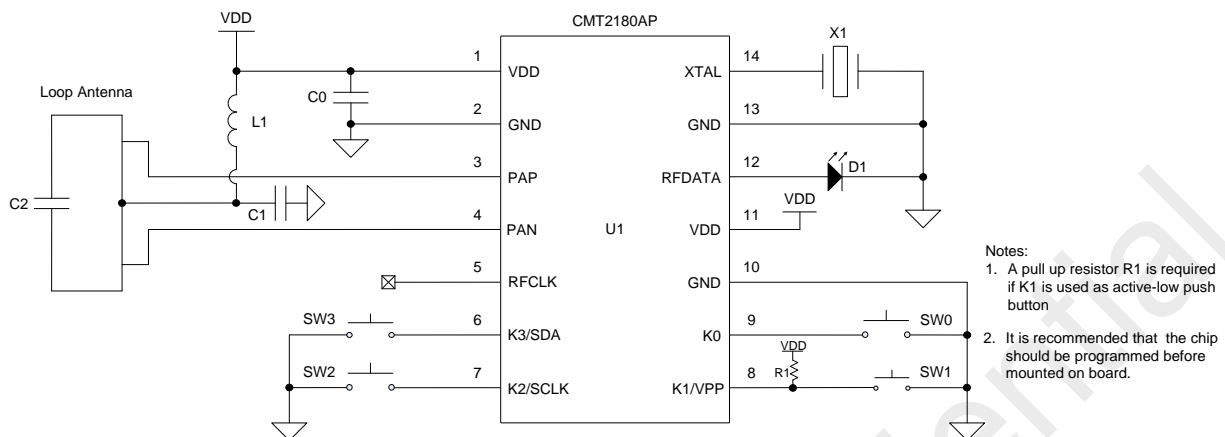 CMT2180AP
VDD
X1
1
VDD
14
XTAL
Loop Antenna
C0
L1
2
GND
13
GND
3
PAP
12
RFDATA
D1
C2
C1
VDD
4
PAN
U1
11
VDD
5
RFCLK
10
GND
SW3
6
K3/SDA
9
K0
SW0
SW2
7
K2/SCLK
VDD
R1
8
K1/VPP
SW1
Notes:
1. A pull up resistor R1 is required
if K1 is used as active-low push
button
2. It is recommended that the chip
should be programmed before
mounted on board.